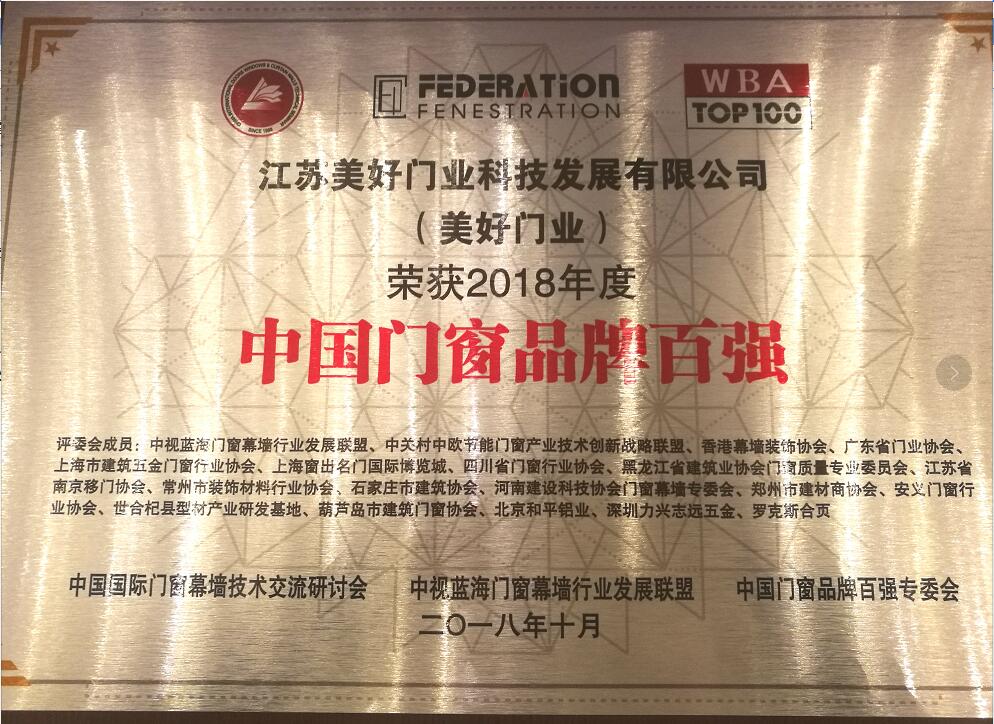 CHINA INTERNATIONAL DOORS WINDOWS & CURTAIN WALLS TECHNICAL SEMINAR
SINCE 1998
FEDERATION
FENESTRATION
WBA
TOP100
江苏美好门业科技发展有限公司
（美好门业）
荣获2018年度
中国门窗品牌百强
评委会成员：中视蓝海门窗幕墙行业发展联盟、中关村中欧节能门窗产业技术创新战略联盟、香港幕墙装饰协会、广东省门业协会、
上海市建筑五金门窗行业协会、上海窗出名门国际博览城、四川省门窗行业协会、黑龙江省建筑业协会门窗质量专业委员会、江苏省
南京移门协会、常州市装饰材料行业协会、石家庄市建筑协会、河南建设科技协会门窗幕墙专委会、郑州市建材商协会、安义门窗行
业协会、世合杞县型材产业研发基地、葫芦岛市建筑门窗协会、北京和平铝业、深圳力兴志远五金、罗克斯合页
中国国际门窗幕墙技术交流研讨会 中视蓝海门窗幕墙行业发展联盟 中国门窗品牌百强专委会
二〇一八年十月